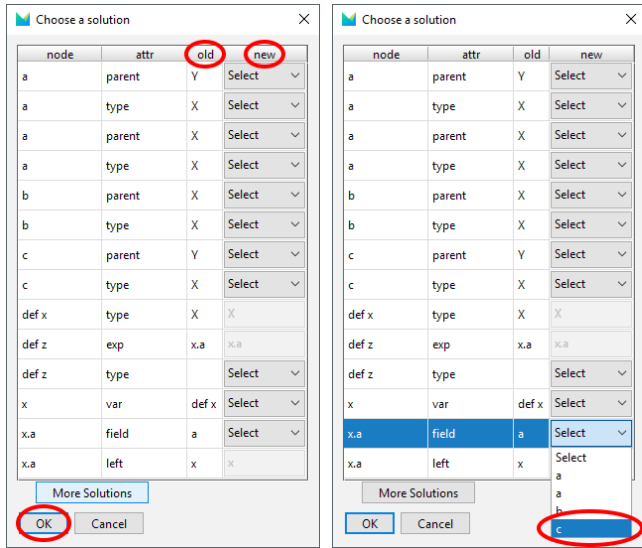 Choose a solution
node attr old new
a parent Y Select
a type X Select
a parent X Select
a type X Select
b parent X Select
b type X Select
c parent Y Select
c type X Select
def x type X X
def z exp x.a x.a
def z type Select
x var def x Select
x.a field a Select
x.a left x x
More Solutions
OK Cancel
Choose a solution
node attr old new
a parent Y Select
a type X Select
a parent X Select
a type X Select
b parent X Select
b type X Select
c parent Y Select
c type X Select
def x type X X
def z exp x.a x.a
def z type Select
x var def x Select
x.a field a Select
x.a left x Select
a
a
b
c
More Solutions
OK Cancel